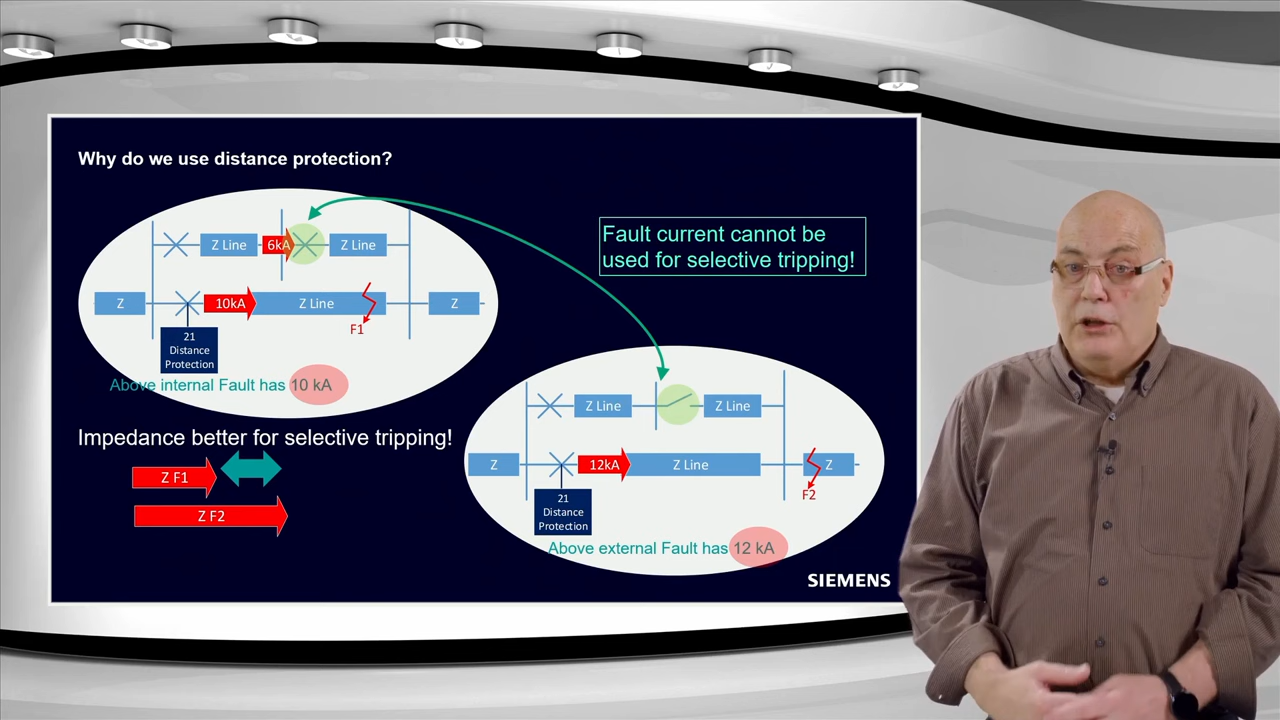 Why do we use distance protection?
Z Line
6kA
Z Line
Z
10kA
Z Line
Z
F1
21
Distance
Protection
Above internal Fault has 10 kA
Fault current cannot be
used for selective tripping!
Impedance better for selective tripping!
Z F1
Z F2
Z Line
Z Line
Z
12kA
Z Line
Z
F2
21
Distance
Protection
Above external Fault has 12 kA
SIEMENS